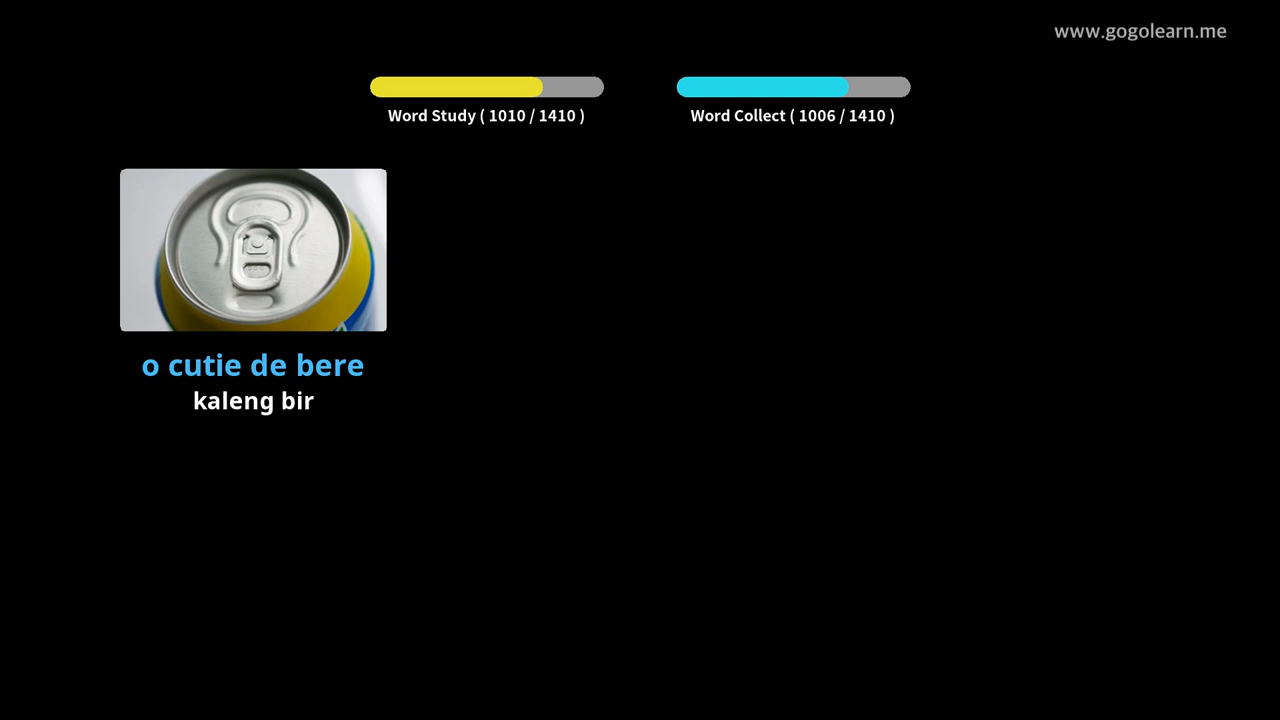 www.gogolearn.me
Word Study ( 1010 / 1410 )
Word Collect ( 1006 / 1410 )
o cutie de bere
kaleng bir